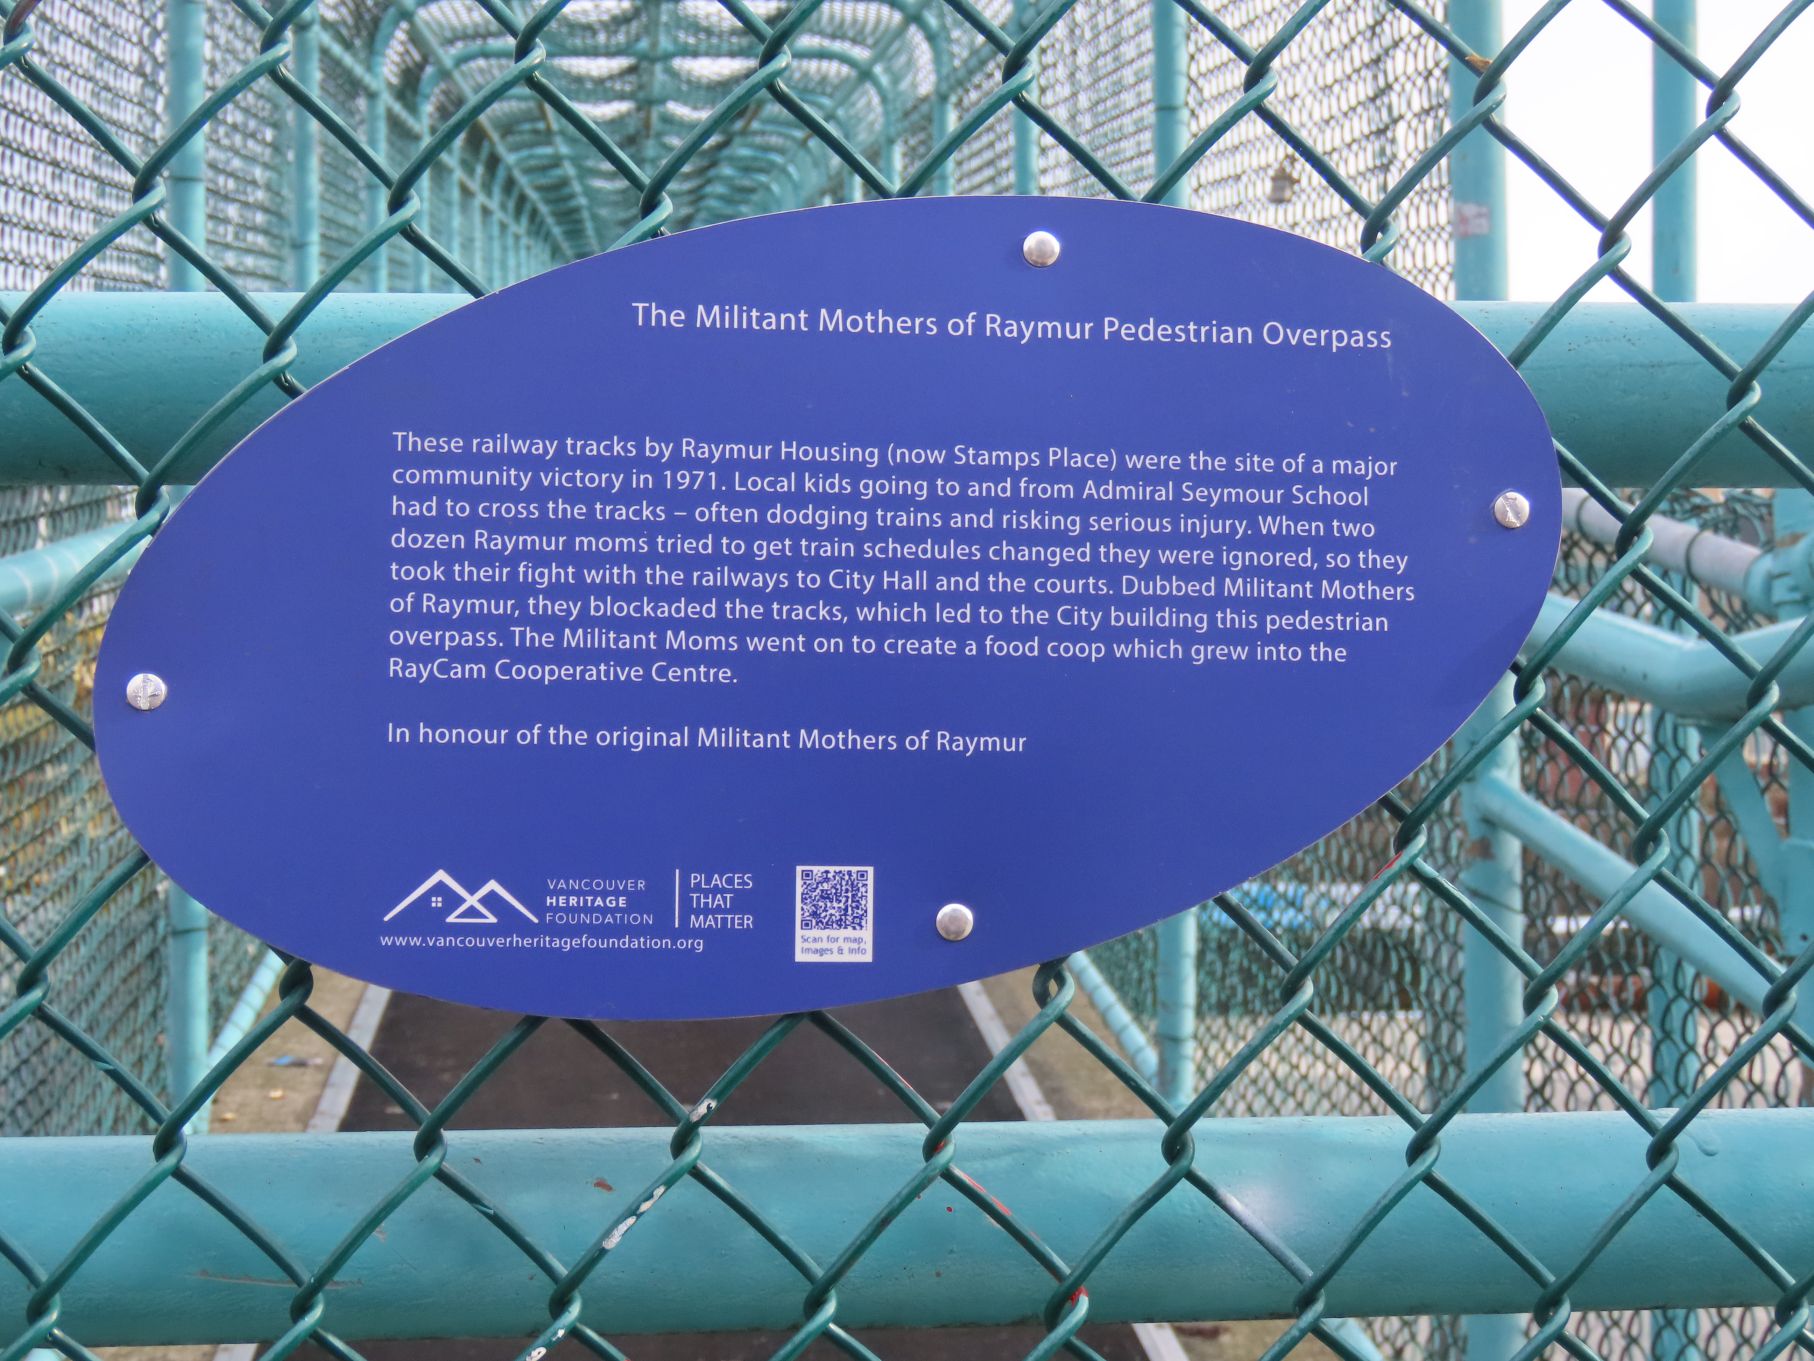 The Militant Mothers of Raymur Pedestrian Overpass
These railway tracks by Raymur Housing (now Stamps Place) were the site of a major
community victory in 1971. Local kids going to and from Admiral Seymour School
had to cross the tracks – often dodging trains and risking serious injury. When two
dozen Raymur moms tried to get train schedules changed they were ignored, so they
took their fight with the railways to City Hall and the courts. Dubbed Militant Mothers
of Raymur, they blockaded the tracks, which led to the City building this pedestrian
overpass. The Militant Moms went on to create a food coop which grew into the
RayCam Cooperative Centre.
In honour of the original Militant Mothers of Raymur
VANCOUVER
HERITAGE
FOUNDATION
www.vancouverheritagefoundation.org
PLACES
THAT
MATTER
Scan for map,
Images & Info